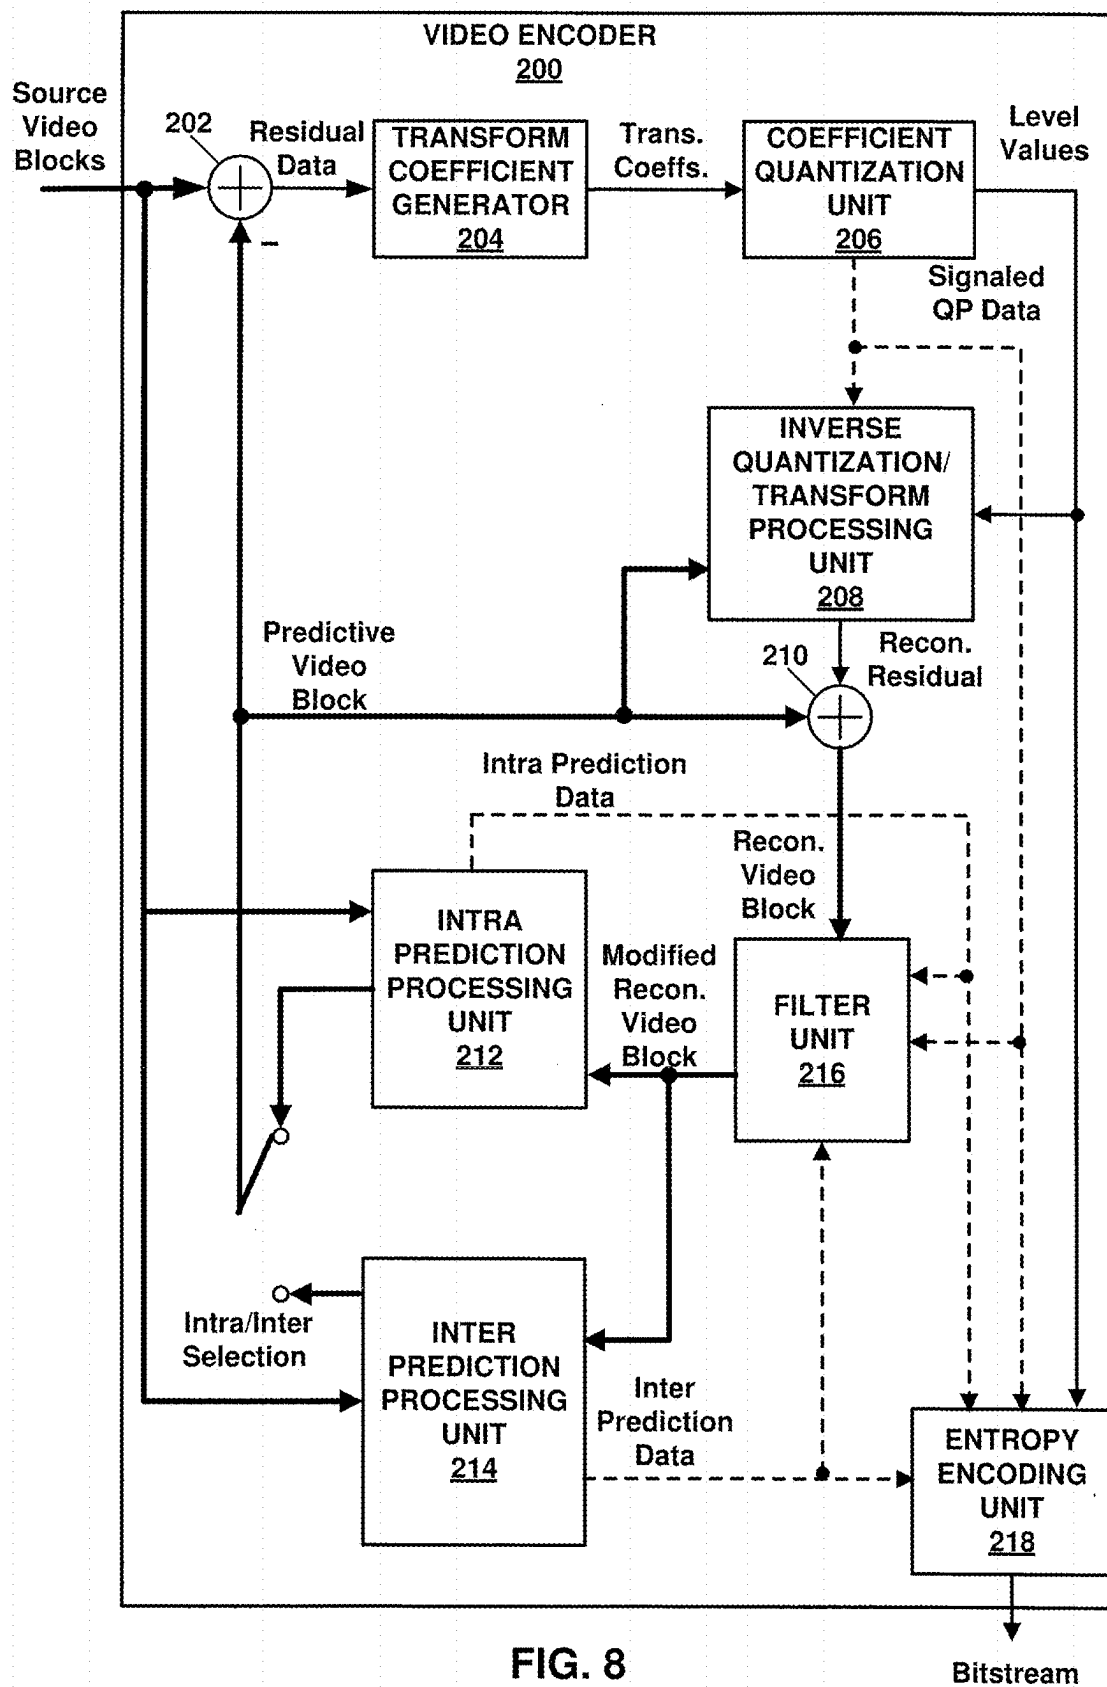 VIDEO ENCODER
200
Source
Video
Blocks
202
Residual
Data
TRANSFORM
COEFFICIENT
GENERATOR
204
Trans.
Coeffs.
COEFFICIENT
QUANTIZATION
UNIT
206
Level
Values
Signaled
QP Data
INVERSE
QUANTIZATION/
TRANSFORM
PROCESSING
UNIT
208
Predictive
Video
Block
210
Recon.
Residual
Intra Prediction
Data
Recon.
Video
Block
INTRA
PREDICTION
PROCESSING
UNIT
212
Modified
Recon.
Video
Block
FILTER
UNIT
216
Intra/Inter
Selection
INTER
PREDICTION
PROCESSING
UNIT
214
Inter
Prediction
Data
ENTROPY
ENCODING
UNIT
218
FIG. 8
Bitstream